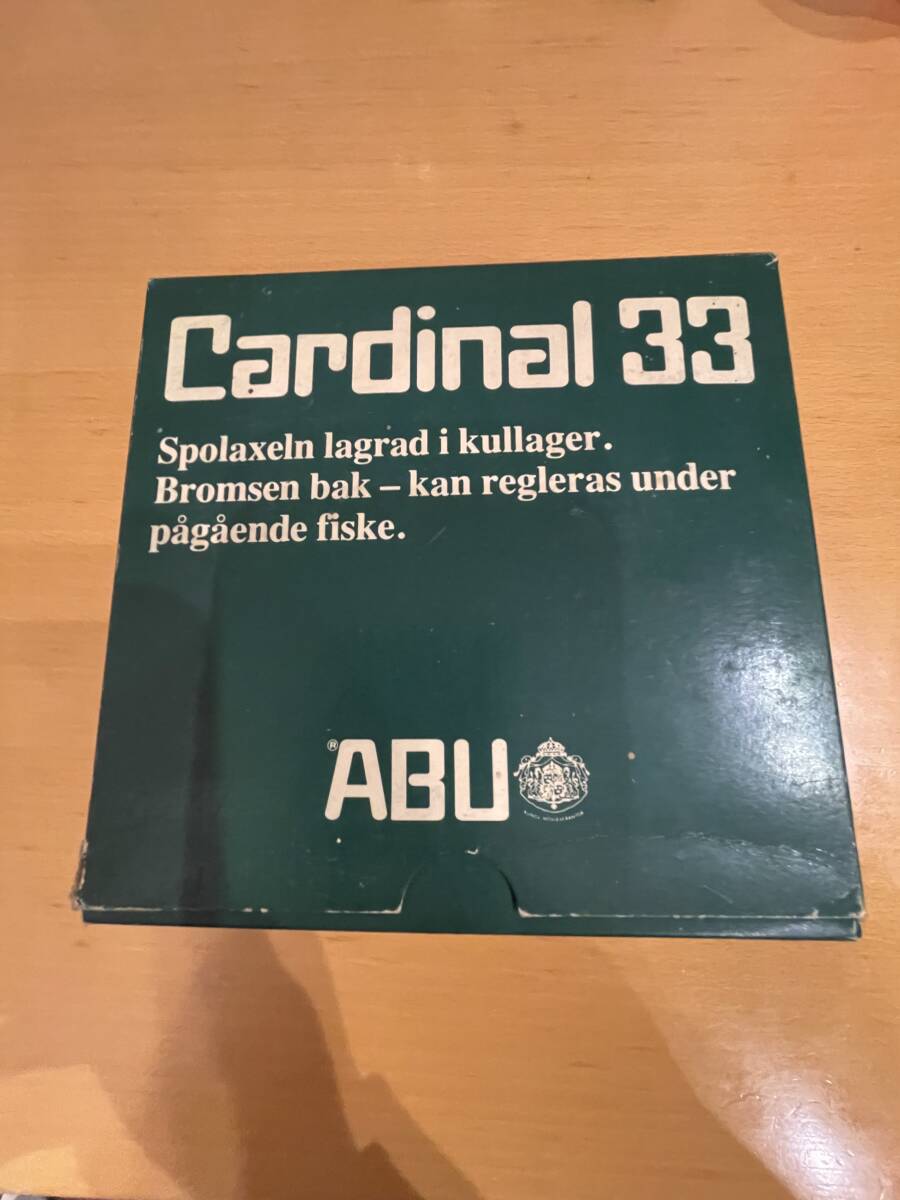 Cardinal 33
Spolaxeln lagrad i kullager.
Bromsen bak – kan regleras under
pågående fiske.
® ABU